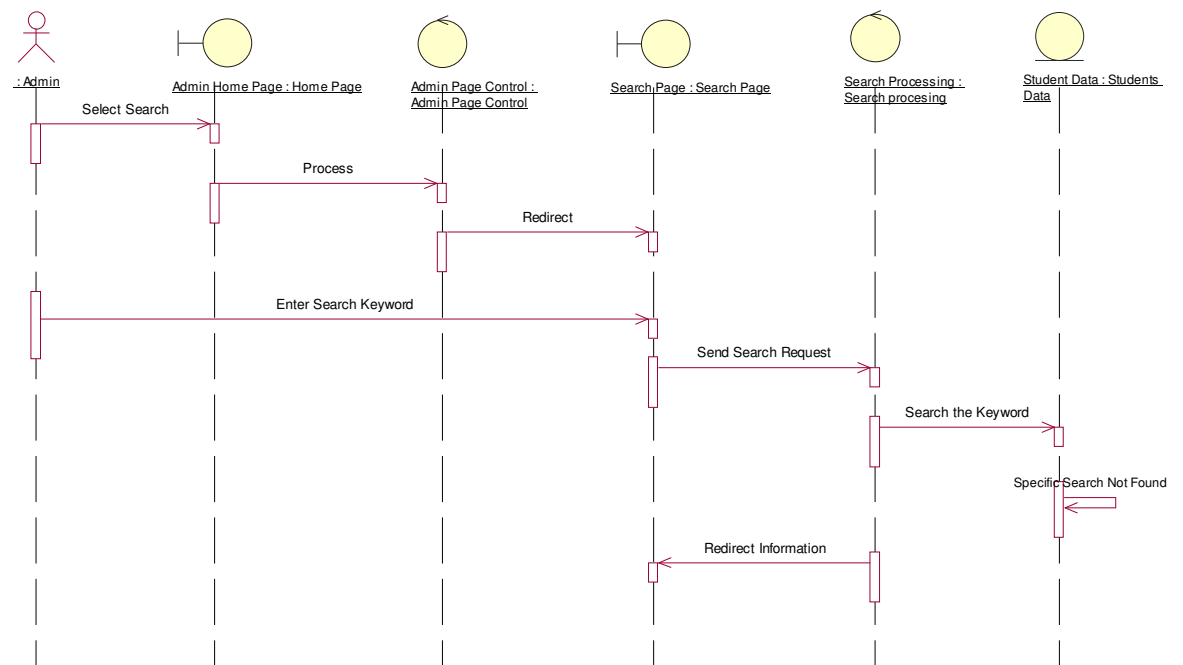 : Admin
Admin Home Page : Home Page
Admin Page Control :
Admin Page Control
Search Page : Search Page
Search Processing :
Search procesing
Student Data : Students
Data
Select Search
Process
Redirect
Enter Search Keyword
Send Search Request
Search the Keyword
Specific Search Not Found
Redirect Information